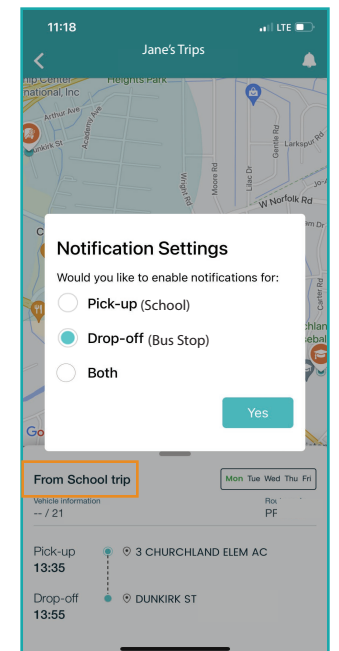 11:18
LTE
Jane's Trips
Heights Park
national, Inc
Arthur Ave
Academy Ave
Wright Rd
Moore Rd
Lilac Dr
Gentle Rd
Larkspur Rd
W Norfolk Rd
Notification Settings
Would you like to enable notifications for:
Pick-up (School)
Drop-off (Bus Stop)
Both
Carter Rd
Yes
Go
From School trip
Mon Tue Wed Thu Fri
Vehicle information
-- / 21
Pick-up
3 CHURCHLAND ELEM AC
13:35
Drop-off
DUNKIRK ST
13:55